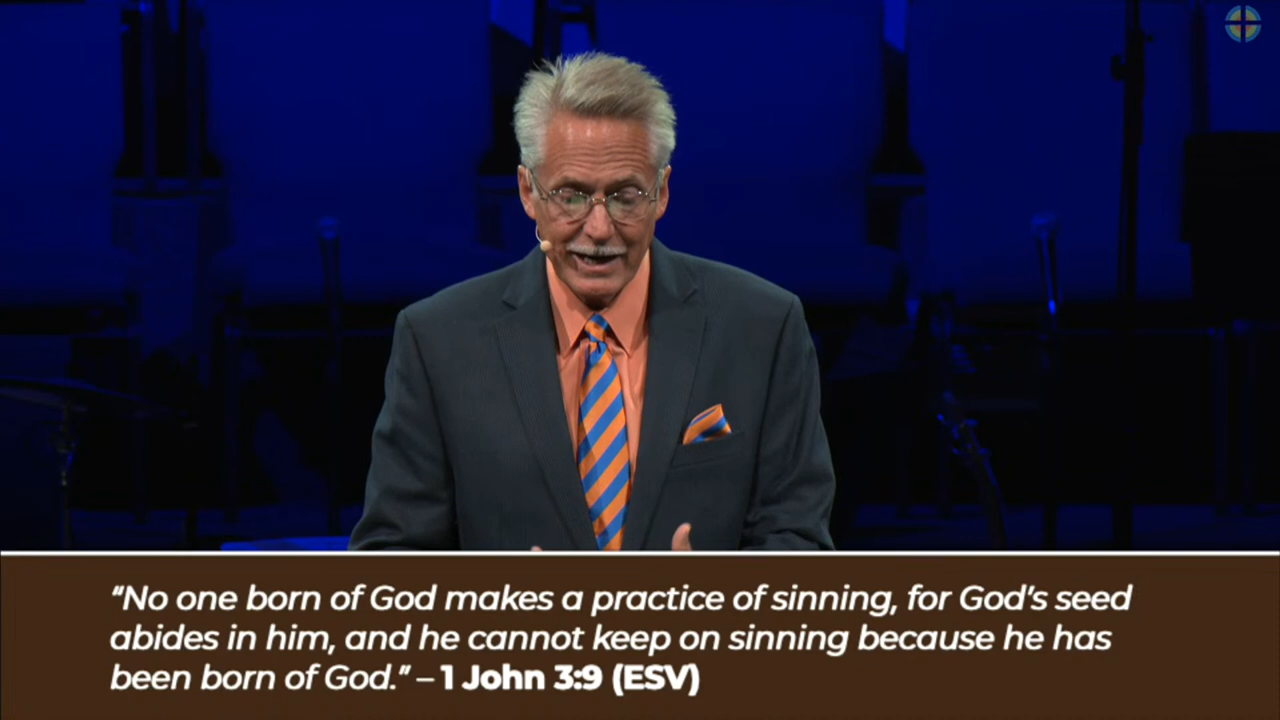 “No one born of God makes a practice of sinning, for God’s seed
abides in him, and he cannot keep on sinning because he has
been born of God.” – 1 John 3:9 (ESV)